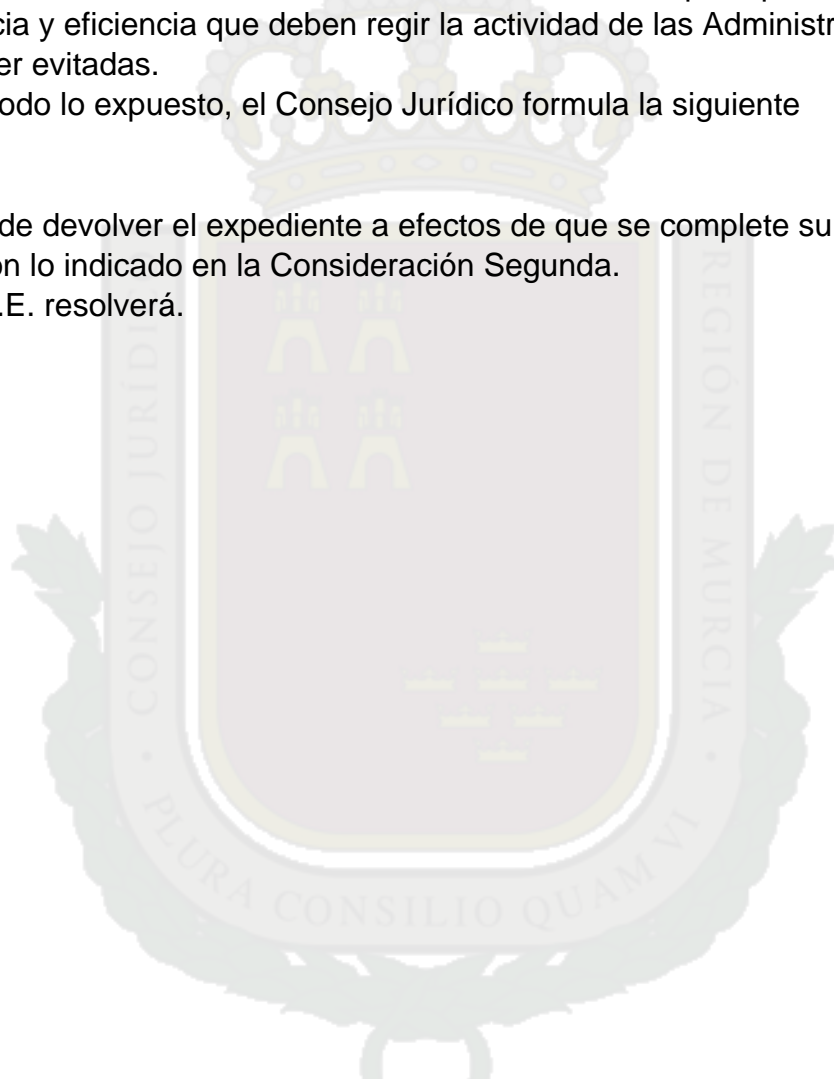 cia y eficiencia que deben regir la actividad de las Administr
er evitadas.
odo lo expuesto, el Consejo Jurídico formula la siguiente
de devolver el expediente a efectos de que se complete su
on lo indicado en la Consideración Segunda.
.E. resolverá.
CONSEJO JURÍDICO
REGIÓN DE MURCIA
PLURA CONSILIO QUAM VI